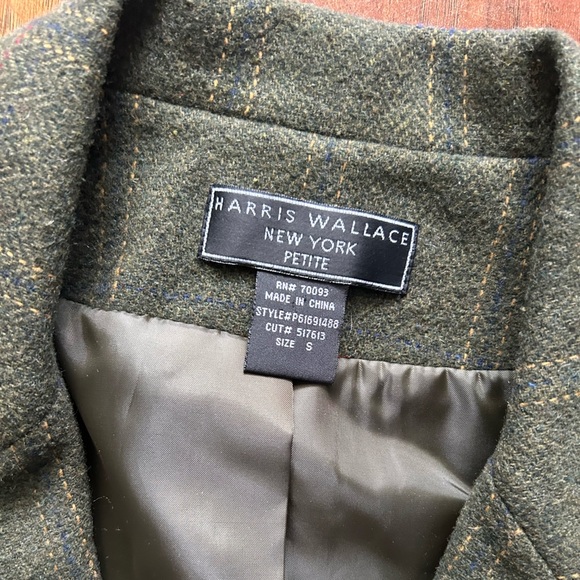 HARRIS WALLACE
NEW YORK
PETITE
RN# 70093
MADE IN CHINA
STYLE#P61691488
CUT# 517613
SIZE S